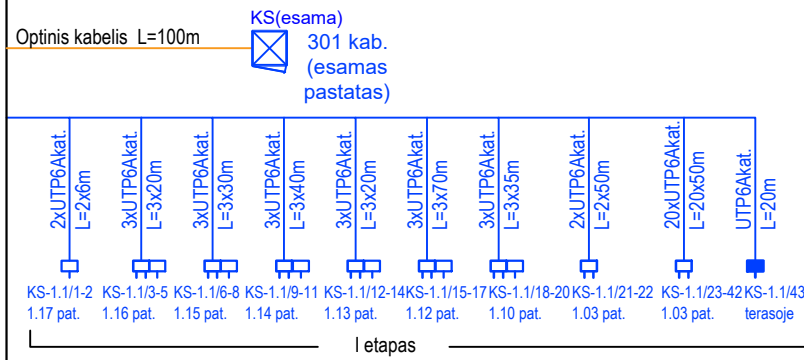 KS(esama)
Optinis kabelis L=100m
301 kab.
(esamas
pastatas)
2xUTP6Akat.
L=2x6m
3xUTP6Akat.
L=3x20m
3xUTP6Akat.
L=3x30m
3xUTP6Akat.
L=3x40m
3xUTP6Akat.
L=3x20m
3xUTP6Akat.
L=3x70m
3xUTP6Akat.
L=3x35m
2xUTP6Akat.
L=2x50m
20xUTP6Akat.
L=20x50m
UTP6Akat.
L=20m
KS-1.1/1-2
1.17 pat.
KS-1.1/3-5
1.16 pat.
KS-1.1/6-8
1.15 pat.
KS-1.1/9-11
1.14 pat.
KS-1.1/12-14
1.13 pat.
KS-1.1/15-17
1.12 pat.
KS-1.1/18-20
1.10 pat.
KS-1.1/21-22
1.03 pat.
KS-1.1/23-42
1.03 pat.
KS-1.1/43
terasoje
I etapas